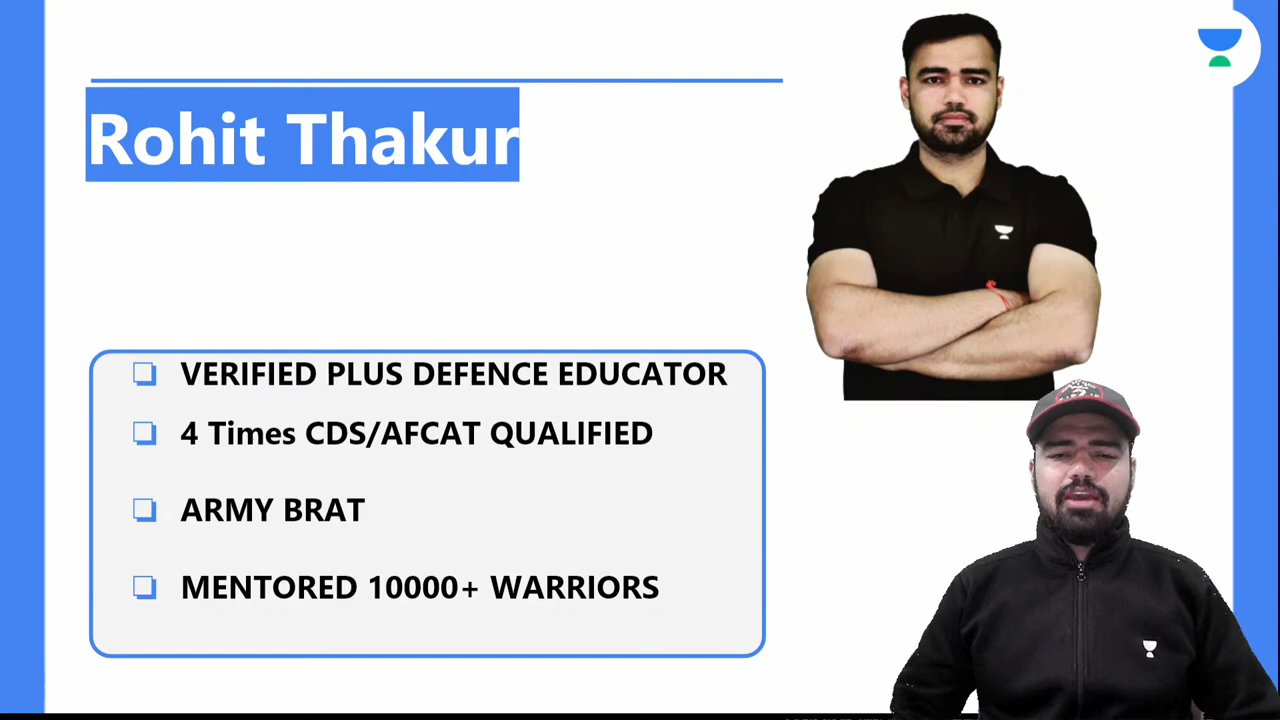 Rohit Thakur
VERIFIED PLUS DEFENCE EDUCATOR
4 Times CDS/AFCAT QUALIFIED
ARMY BRAT
MENTORED 10000+ WARRIORS